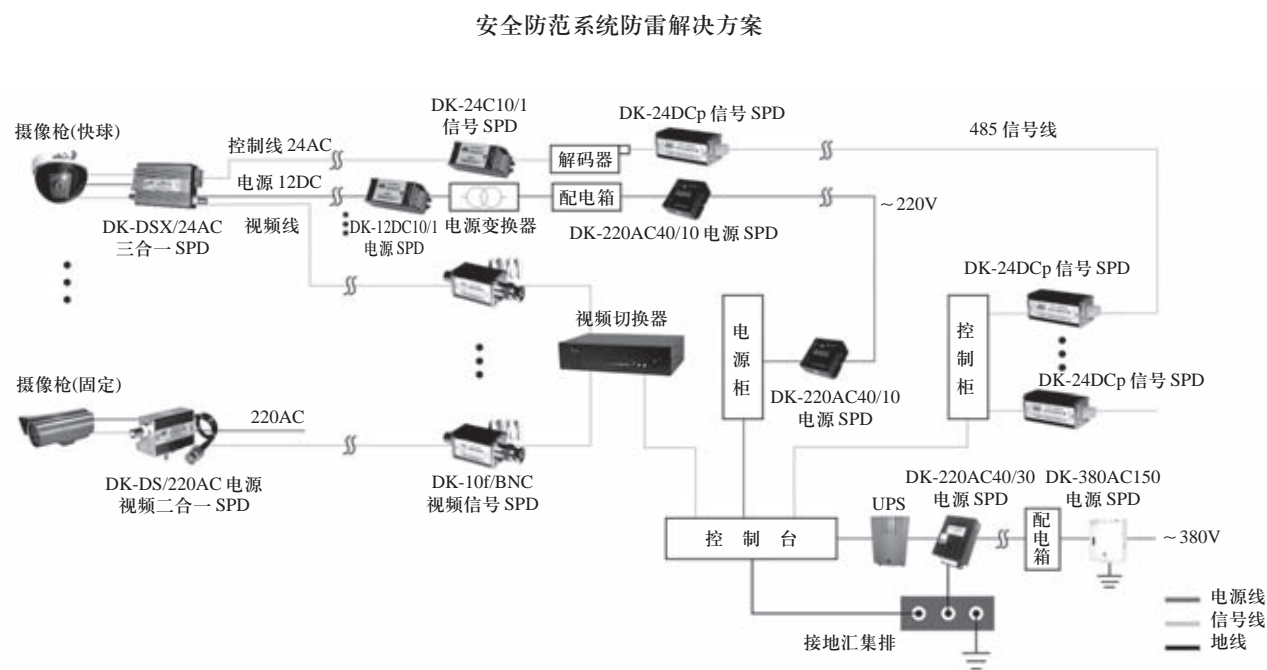 安全防范系统防雷解决方案
DK-24C10/1
信号 SPD
DK-24DCp 信号 SPD
485 信号线
摄像枪(快球)
控制线 24AC
解码器
电源 12DC
配电箱
~220V
DK-DSX/24AC
三合一 SPD
视频线
DK-12DC10/1
电源 SPD
电源变换器
DK-220AC40/10 电源 SPD
DK-24DCp 信号 SPD
视频切换器
电源柜
控制柜
摄像枪(固定)
220AC
DK-220AC40/10
电源 SPD
DK-24DCp 信号 SPD
DK-DS/220AC 电源
视频二合一 SPD
DK-10f/BNC
视频信号 SPD
DK-220AC40/30
电源 SPD
DK-380AC150
电源 SPD
UPS
控制台
配电箱
~380V
接地汇集排
电源线
信号线
地线